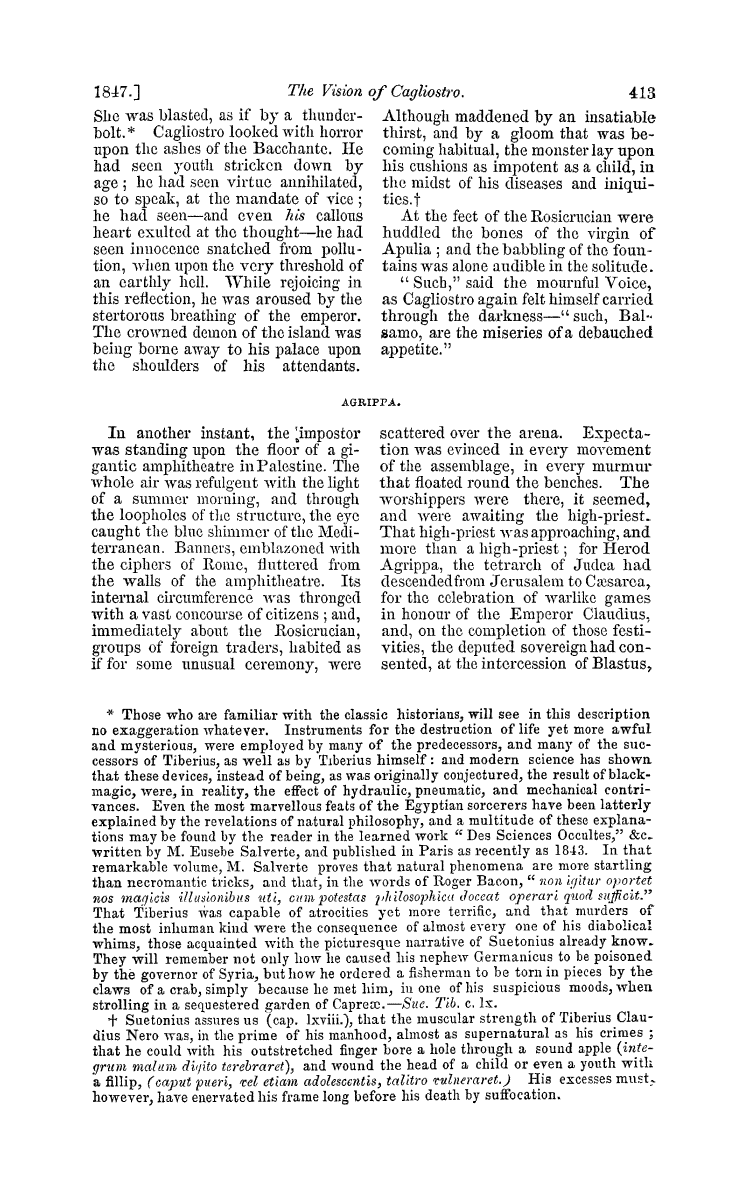 1847.] The Vision of Cagliostro. 413
She was blasted, as if by a thunder-
bolt.* Cagliostro looked with horror
upon the ashes of the Bacchante. He
had seen youth stricken down by
age; he had seen virtue annihilated,
so to speak, at the mandate of vice;
he had seen—and even his callous
heart exulted at the thought—he had
seen innocence snatched from pollu-
tion, when upon the very threshold of
an earthly hell. While rejoicing in
this reflection, he was aroused by the
stertorous breathing of the emperor.
The crowned demon of the island was
being borne away to his palace upon
the shoulders of his attendants.
Although maddened by an insatiable
thirst, and by a gloom that was be-
coming habitual, the monster lay upon
his cushions as impotent as a child, in
the midst of his diseases and iniqui-
ties.†
At the feet of the Rosicrucian were
huddled the bones of the virgin of
Apulia; and the babbling of the foun-
tains was alone audible in the solitude.
"Such," said the mournful Voice,
as Cagliostro again felt himself carried
through the darkness—"such, Bal-
samo, are the miseries of a debauched
appetite."
AGRIPPA.
In another instant, the impostor
was standing upon the floor of a gi-
gantic amphitheatre in Palestine. The
whole air was refulgent with the light
of a summer morning, and through
the loopholes of the structure, the eye
caught the blue shimmer of the Medi-
terranean. Banners, emblazoned with
the ciphers of Rome, fluttered from
the walls of the amphitheatre. Its
internal circumference was thronged
with a vast concourse of citizens; and,
immediately about the Rosicrucian,
groups of foreign traders, habited as
if for some unusual ceremony, were
scattered over the arena. Expecta-
tion was evinced in every movement
of the assemblage, in every murmur
that floated round the benches. The
worshippers were there, it seemed,
and were awaiting the high-priest.
That high-priest was approaching, and
more than a high-priest; for Herod
Agrippa, the tetrarch of Judea had
descended from Jerusalem to Cæsarea,
for the celebration of warlike games
in honour of the Emperor Claudius,
and, on the completion of those festi-
vities, the deputed sovereign had con-
sented, at the intercession of Blastus,
* Those who are familiar with the classic historians, will see in this description
no exaggeration whatever. Instruments for the destruction of life yet more awful
and mysterious, were employed by many of the predecessors, and many of the suc-
cessors of Tiberius, as well as by Tiberius himself: and modern science has shown
that these devices, instead of being, as was originally conjectured, the result of black-
magic, were, in reality, the effect of hydraulic, pneumatic, and mechanical contri-
vances. Even the most marvellous feats of the Egyptian sorcerers have been latterly
explained by the revelations of natural philosophy, and a multitude of these explana-
tions may be found by the reader in the learned work "Des Sciences Occultes," &c.
written by M. Eusebe Salverte, and published in Paris as recently as 1843. In that
remarkable volume, M. Salverte proves that natural phenomena are more startling
than necromantic tricks, and that, in the words of Roger Bacon, "non igitur oportet
nos magicis illusionibus uti, cum potestas philosophica doceat operari quod sufficit."
That Tiberius was capable of atrocities yet more terrific, and that murders of
the most inhuman kind were the consequence of almost every one of his diabolical
whims, those acquainted with the picturesque narrative of Suetonius already know.
They will remember not only how he caused his nephew Germanicus to be poisoned
by the governor of Syria, but how he ordered a fisherman to be torn in pieces by the
claws of a crab, simply because he met him, in one of his suspicious moods, when
strolling in a sequestered garden of Capreæ.—Suc. Tib. c. lx.
† Suetonius assures us (cap. lxviii.), that the muscular strength of Tiberius Clau-
dius Nero was, in the prime of his manhood, almost as supernatural as his crimes;
that he could with his outstretched finger bore a hole through a sound apple (inte-
grum malum digito terebraret), and wound the head of a child or even a youth with
a fillip, (caput pueri, vel etiam adolescentis, talitro vulneraret.) His excesses must,
however, have enervated his frame long before his death by suffocation.